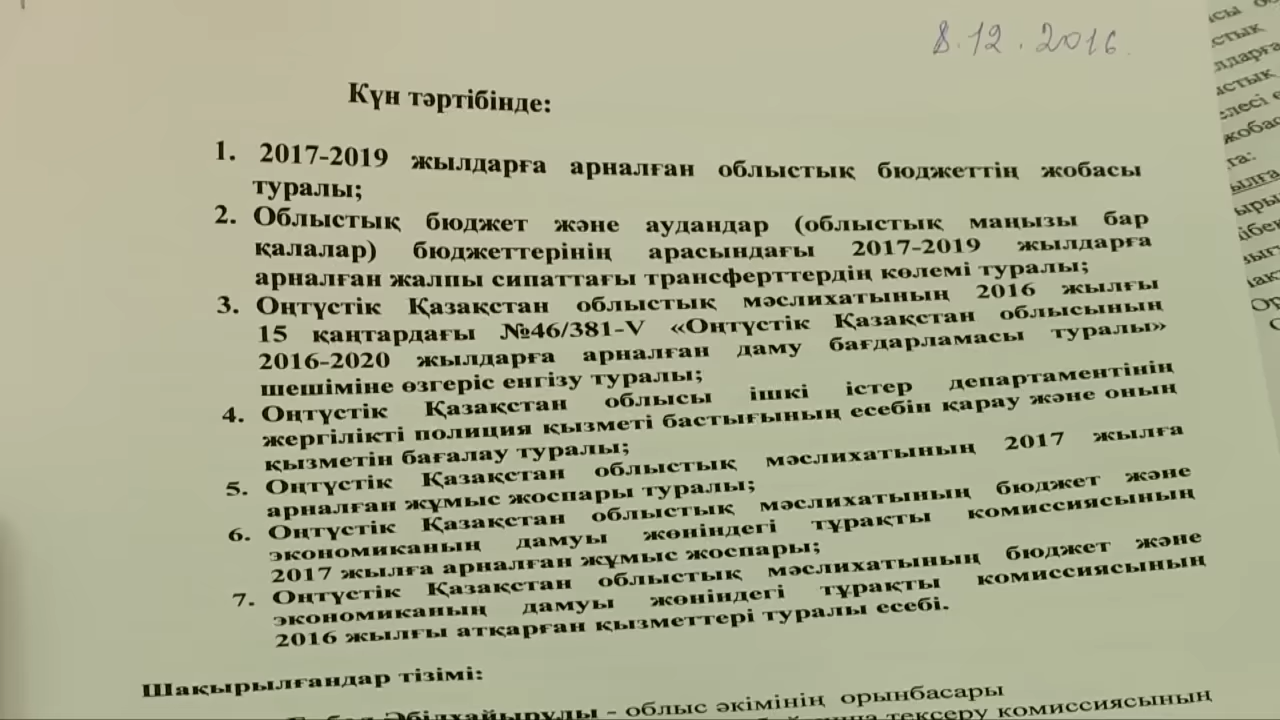 8.12.2016.
Күн тәртібінде:
1. 2017-2019 жылдарға арналған облыстық бюджеттің жобасы
туралы;
2. Облыстық бюджет және аудандар (облыстық маңызы бар
қалалар) бюджеттерінің арасындағы 2017-2019 жылдарға
арналған жалпы сипаттағы трансферттердің көлемі туралы;
3. Оңтүстік Қазақстан облыстық мәслихатының 2016 жылғы
15 қаңтардағы №46/381-V «Оңтүстік Қазақстан облысының
2016-2020 жылдарға арналған даму бағдарламасы туралы»
шешіміне өзгеріс енгізу туралы;
4. Оңтүстік Қазақстан облысы ішкі істер департаментінің
жергілікті полиция қызметі бастығының есебін қарау және оның
қызметін бағалау туралы;
5. Оңтүстік Қазақстан облыстық мәслихатының 2017 жылға
арналған жұмыс жоспары туралы;
6. Оңтүстік Қазақстан облыстық мәслихатының бюджет және
экономиканың дамуы жөніндегі тұрақты комиссиясының
2017 жылға арналған жұмыс жоспары;
7. Оңтүстік Қазақстан облыстық мәслихатының бюджет және
экономиканың дамуы жөніндегі тұрақты комиссиясының
2016 жылғы атқарған қызметтері туралы есебі.
Шақырылғандар тізімі:
Әбілхайырұлы - облыс әкімінің орынбасары
тексеру комиссиясының